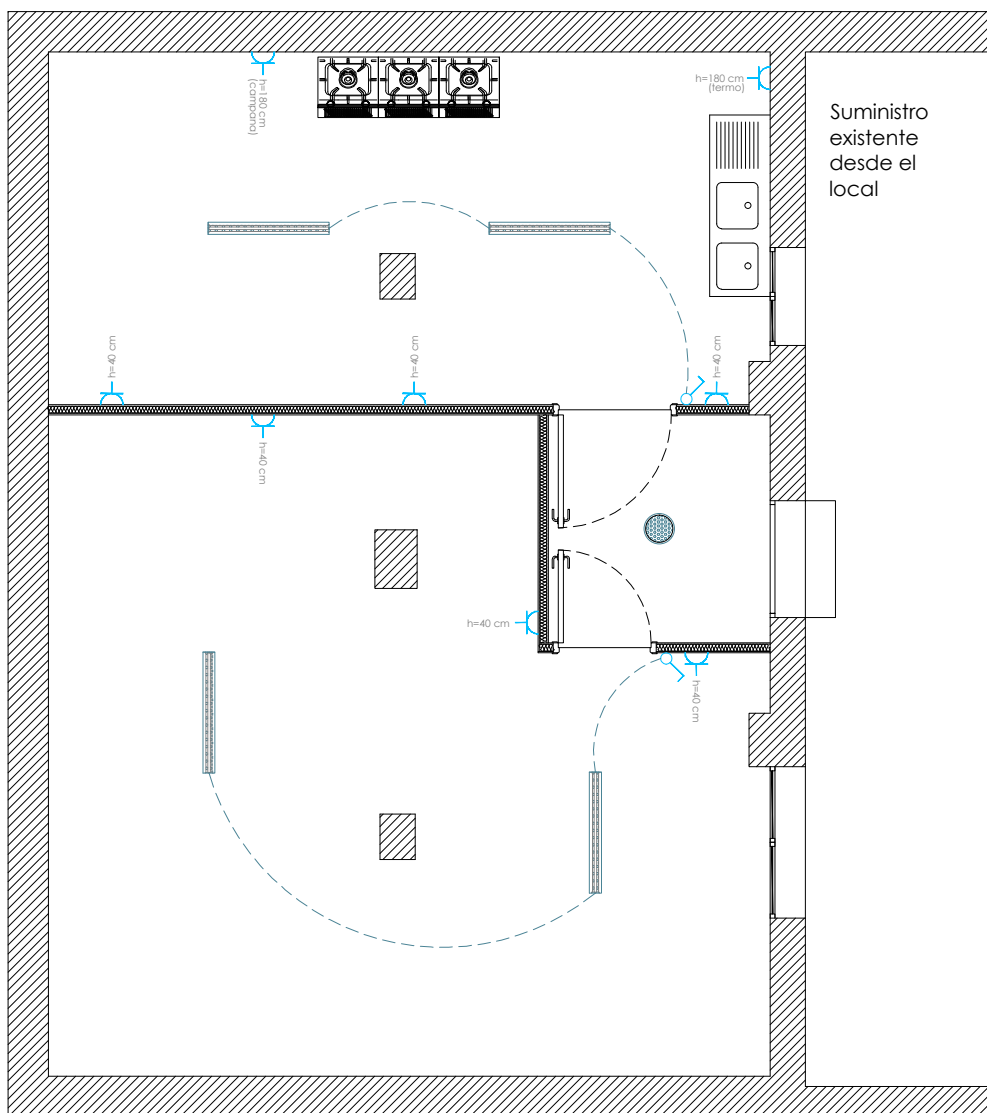 h=180 cm
(campana)
h=180 cm
(termo)
Suministro
existente
desde el
local
h=40 cm
h=40 cm
h=40 cm
h=40 cm
h=40 cm
h=40 cm